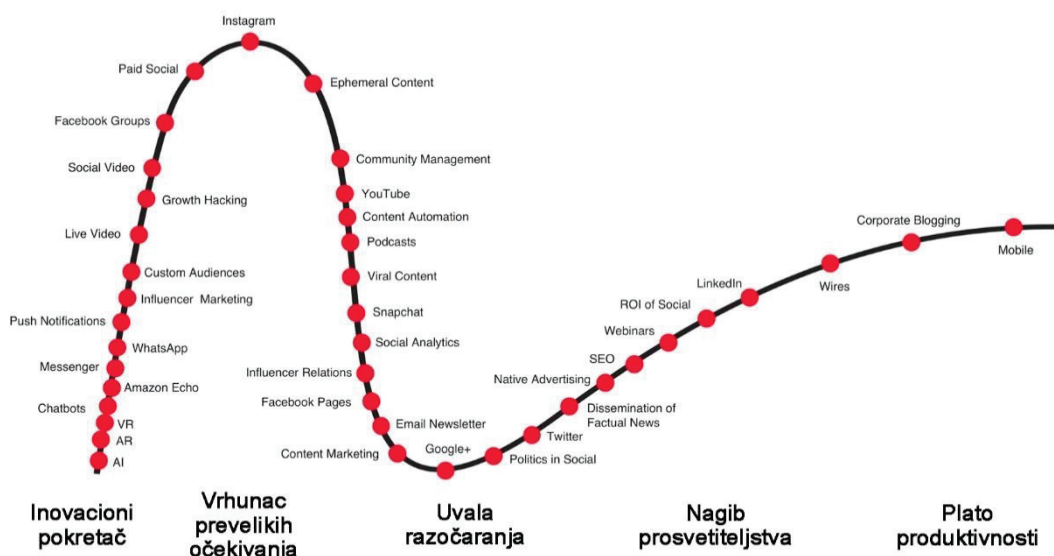 Instagram
Paid Social
Ephemeral Content
Facebook Groups
Community Management
Social Video
YouTube
Growth Hacking
Content Automation
Corporate Blogging
Live Video
Podcasts
Mobile
Custom Audiences
Viral Content
LinkedIn
Wires
Influencer Marketing
ROI of Social
Push Notifications
Snapchat
Webinars
WhatsApp
Social Analytics
SEO
Messenger
Influencer Relations
Native Advertising
Amazon Echo
Facebook Pages
Dissemination of
Factual News
Chatbots
VR
Email Newsletter
Twitter
AR
Content Marketing
Google+
Politics in Social
AI
Inovacioni
pokretač
Vrhunac
prevelikih
očekivanja
Uvala
razočaranja
Nagib
prosvetiteljstva
Plato
produktivnosti